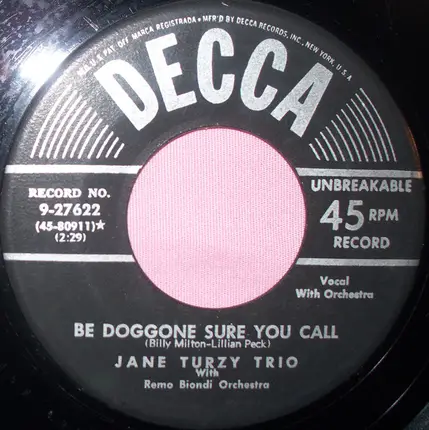 U.S. PAT. OFF. MARCA REGISTRADA • MFR'D BY DECCA RECORDS, INC., NEW YORK, U.S.A.
DECCA
RECORD NO.
9-27622
(45-80911)★
(2:29)
UNBREAKABLE
45 RPM
RECORD
Vocal
With Orchestra
BE DOGGONE SURE YOU CALL
(Billy Milton-Lillian Peck)
JANE TURZY TRIO
With
Remo Biondi Orchestra